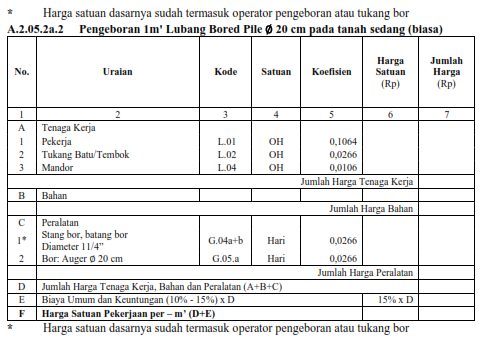 * Harga satuan dasarnya sudah termasuk operator pengeboran atau tukang bor
A.2.05.2a.2 Pengeboran 1m' Lubang Bored Pile Ø 20 cm pada tanah sedang (biasa)
No. Uraian Kode Satuan Koefisien Harga Satuan (Rp) Jumlah Harga (Rp)
1 2 3 4 5 6 7
A Tenaga Kerja
1 Pekerja L.01 OH 0,1064
2 Tukang Batu/Tembok L.02 OH 0,0266
3 Mandor L.04 OH 0,0106
Jumlah Harga Tenaga Kerja
B Bahan
Jumlah Harga Bahan
C Peralatan
1* Stang bor, batang bor Diameter 11/4" G.04a+b Hari 0,0266
2 Bor: Auger Ø 20 cm G.05.a Hari 0,0266
Jumlah Harga Peralatan
D Jumlah Harga Tenaga Kerja, Bahan dan Peralatan (A+B+C)
E Biaya Umum dan Keuntungan (10% - 15%) x D 15% x D
F Harga Satuan Pekerjaan per – m' (D+E)
* Harga satuan dasarnya sudah termasuk operator pengeboran atau tukang bor